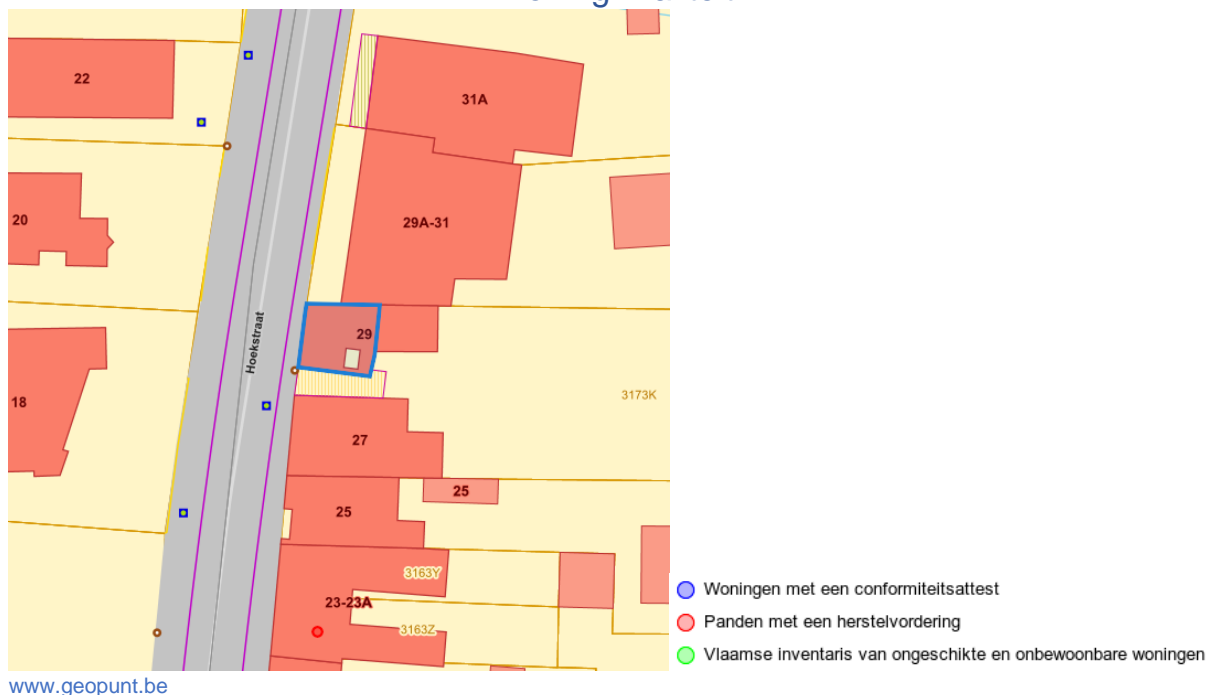 22
31A
20
29A-31
Hoekstraat
29
18
3173K
27
25
25
3163Y
23-23A
3163Z
Woningen met een conformiteitsattest
Panden met een herstelvordering
Vlaamse inventaris van ongeschikte en onbewoonbare woningen
www.geopunt.be